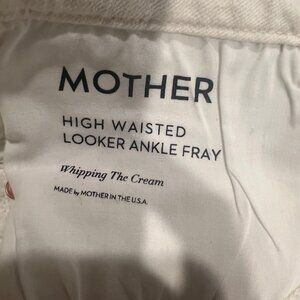 MOTHER
HIGH WAISTED
LOOKER ANKLE FRAY
Whipping The Cream
MADE by MOTHER IN THE U.S.A.